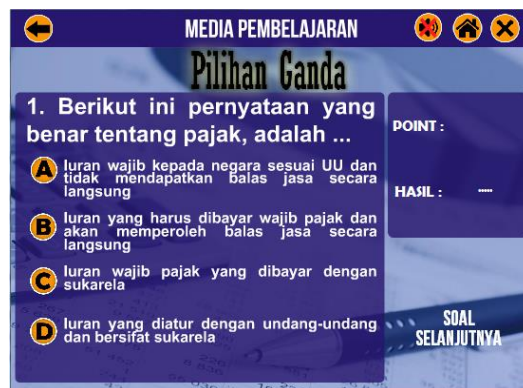 MEDIA PEMBELAJARAN
Pilihan Ganda
1. Berikut ini pernyataan yang
benar tentang pajak, adalah ...
A Iuran wajib kepada negara sesuai UU dan
tidak mendapatkan balas jasa secara
langsung
B Iuran yang harus dibayar wajib pajak dan
akan memperoleh balas jasa secara
langsung
C Iuran wajib pajak yang dibayar dengan
sukarela
D Iuran yang diatur dengan undang-undang
dan bersifat sukarela
POINT :
HASIL : .....
SOAL
SELANJUTNYA